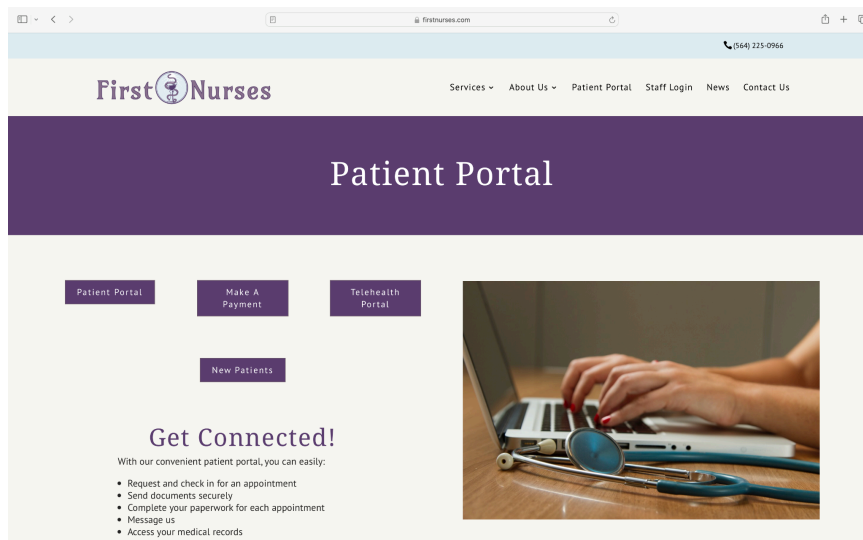 firstnurses.com
(564) 225-0966
First Nurses
Services About Us Patient Portal Staff Login News Contact Us
Patient Portal
Patient Portal
Make A
Payment
Telehealth
Portal
New Patients
Get Connected!
With our convenient patient portal, you can easily:
• Request and check in for an appointment
• Send documents securely
• Complete your paperwork for each appointment
• Message us
• Access your medical records